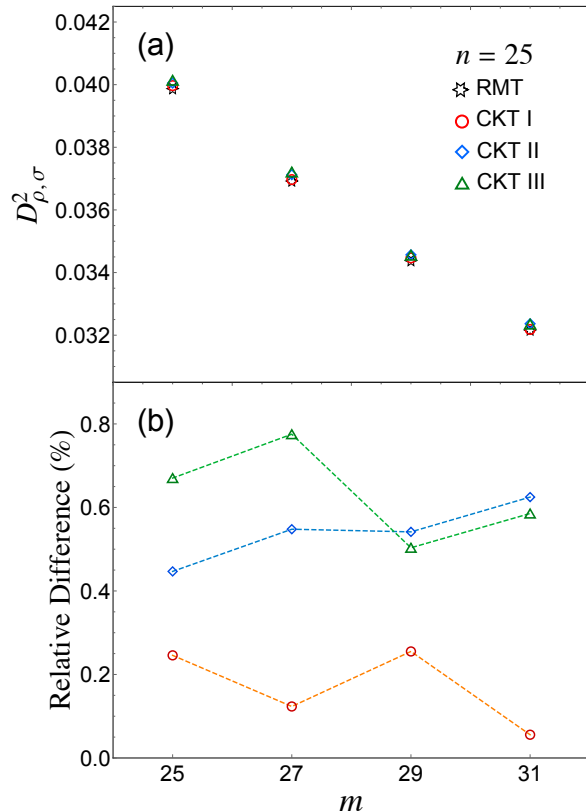 (a)
n = 25
RMT
CKT I
CKT II
CKT III
0.042
0.040
0.038
0.036
0.034
0.032
D²ρ,σ
(b)
0.8
0.6
0.4
0.2
0.0
Relative Difference (%)
25 27 29 31
m